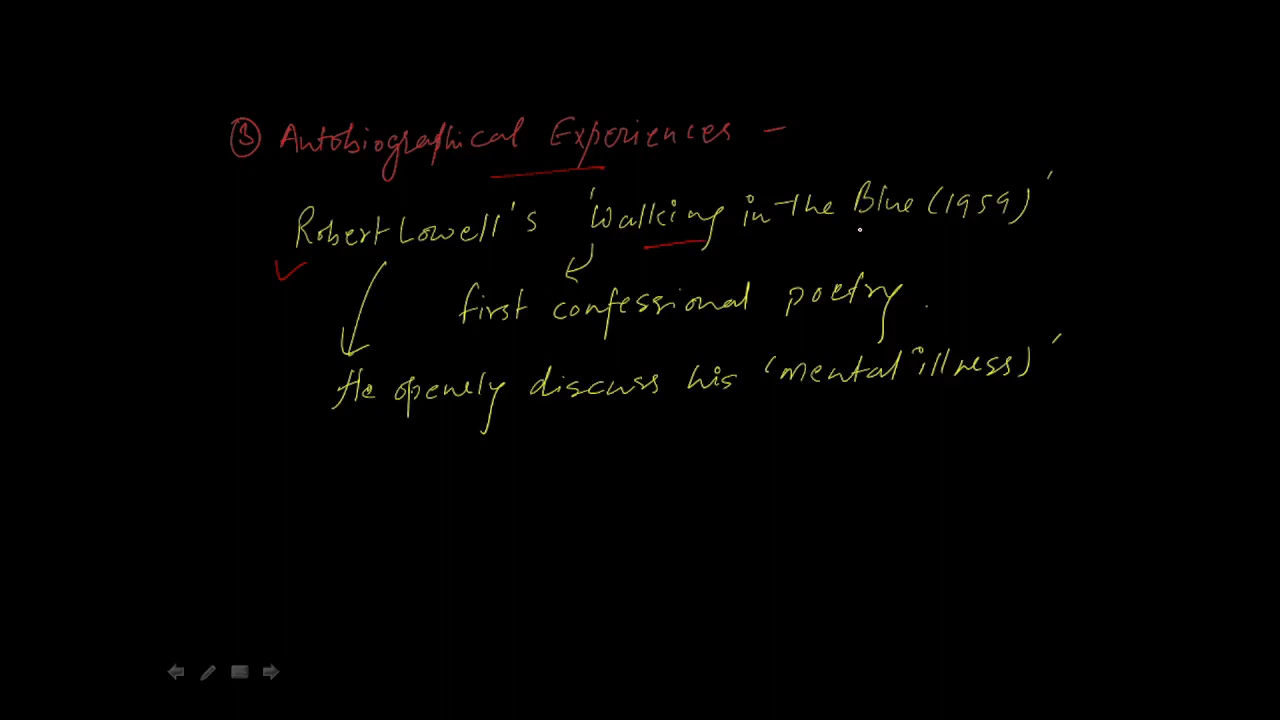 ③ Autobiographical Experiences –
Robert Lowell's 'Walking in the Blue (1959)'
first confessional poetry.
He openely discuss his (mental illness)'